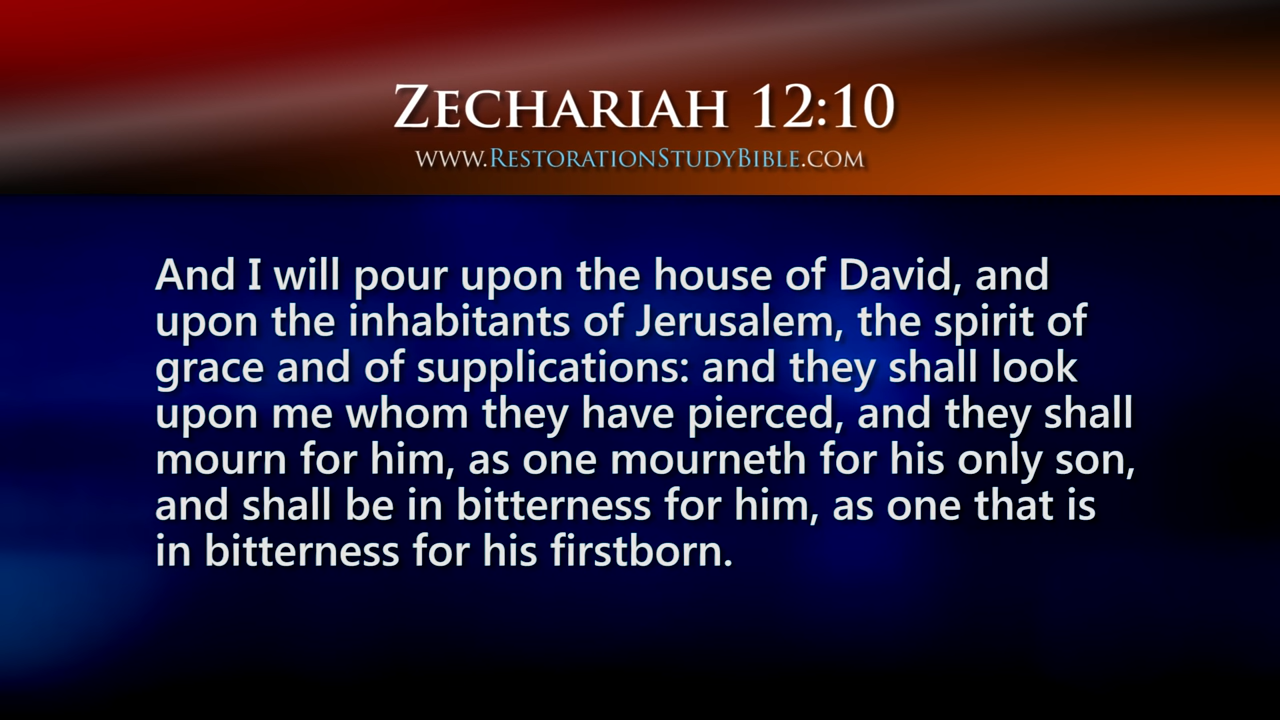 Zechariah 12:10
www.RestorationStudyBible.com
And I will pour upon the house of David, and
upon the inhabitants of Jerusalem, the spirit of
grace and of supplications: and they shall look
upon me whom they have pierced, and they shall
mourn for him, as one mourneth for his only son,
and shall be in bitterness for him, as one that is
in bitterness for his firstborn.